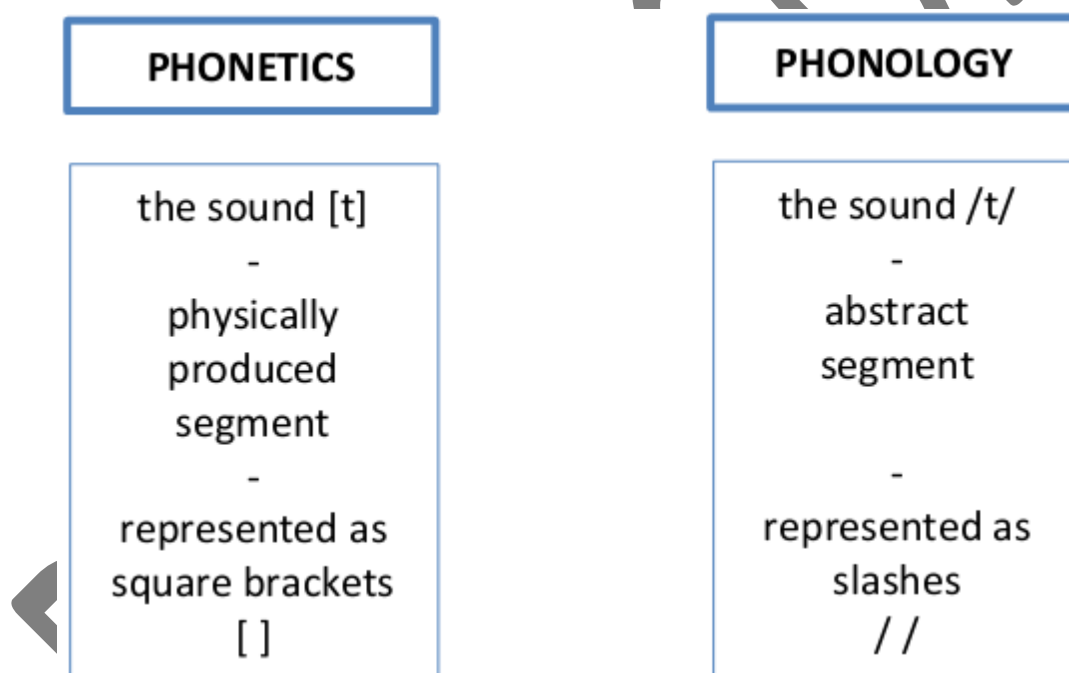 PHONETICS
the sound [t]
-
physically
produced
segment
-
represented as
square brackets
[ ]
PHONOLOGY
the sound /t/
-
abstract
segment
-
represented as
slashes
/ /